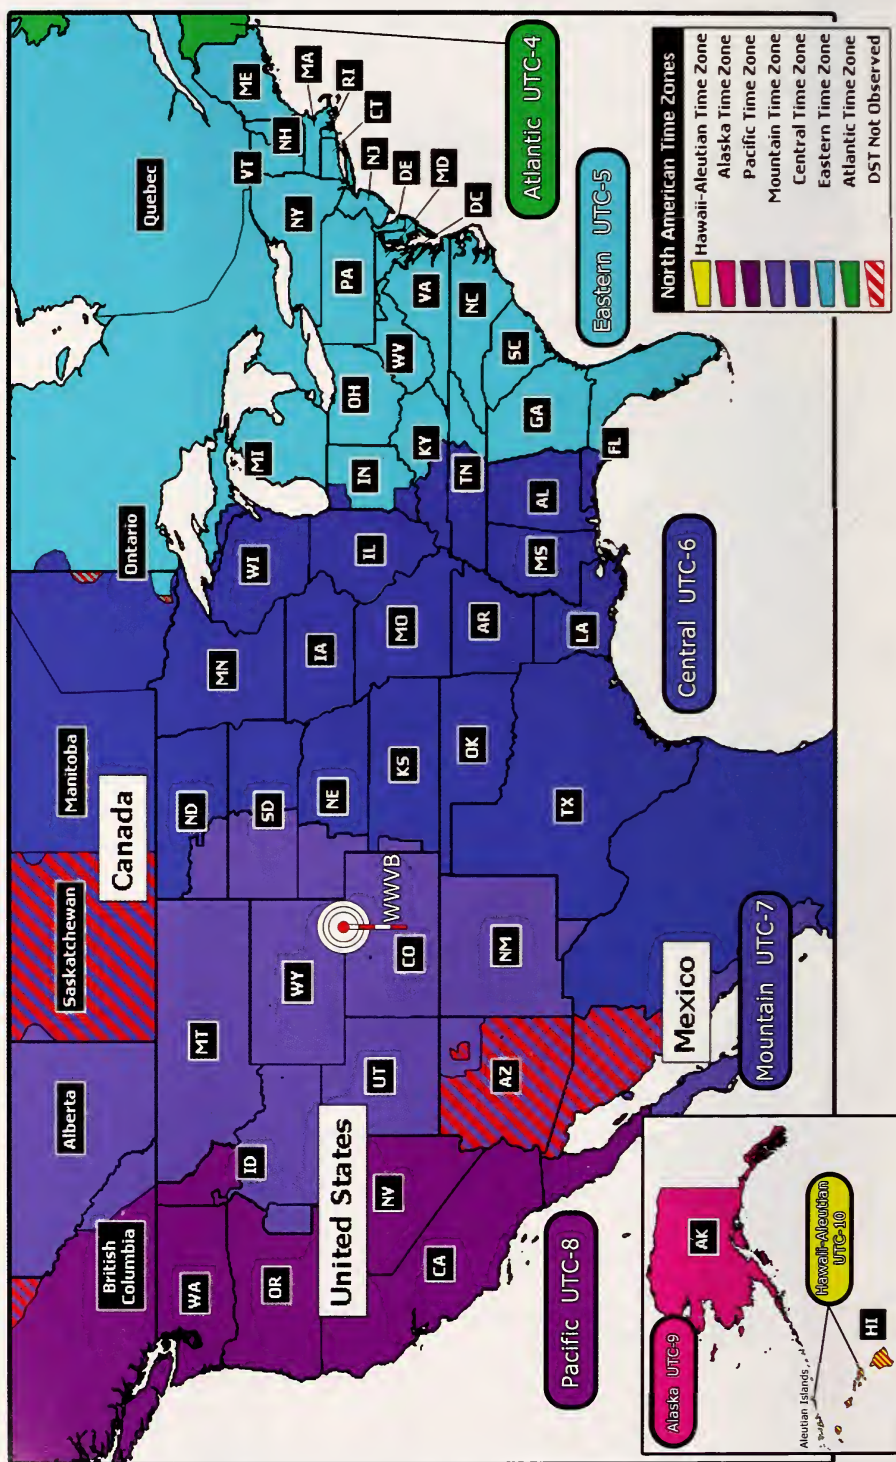 British
Columbia
Alberta
Saskatchewan
Manitoba
Ontario
Quebec
Canada
WA
MT
ND
MN
ME
VT
NH
MA
RI
CT
OR
ID
WY
SD
WI
MI
NY
NJ
DE
MD
DC
United States
NV
UT
CO
WWVB
NE
IA
IL
IN
OH
PA
WV
VA
CA
AZ
NM
KS
MO
KY
NC
OK
AR
TN
SC
TX
LA
MS
AL
GA
FL
Mexico
Pacific UTC-8
Mountain UTC-7
Central UTC-6
Eastern UTC-5
Atlantic UTC-4
Alaska UTC-9
AK
Aleutian Islands
Hawaii-Aleutian
UTC-10
HI
North American Time Zones
Hawaii-Aleutian Time Zone
Alaska Time Zone
Pacific Time Zone
Mountain Time Zone
Central Time Zone
Eastern Time Zone
Atlantic Time Zone
DST Not Observed